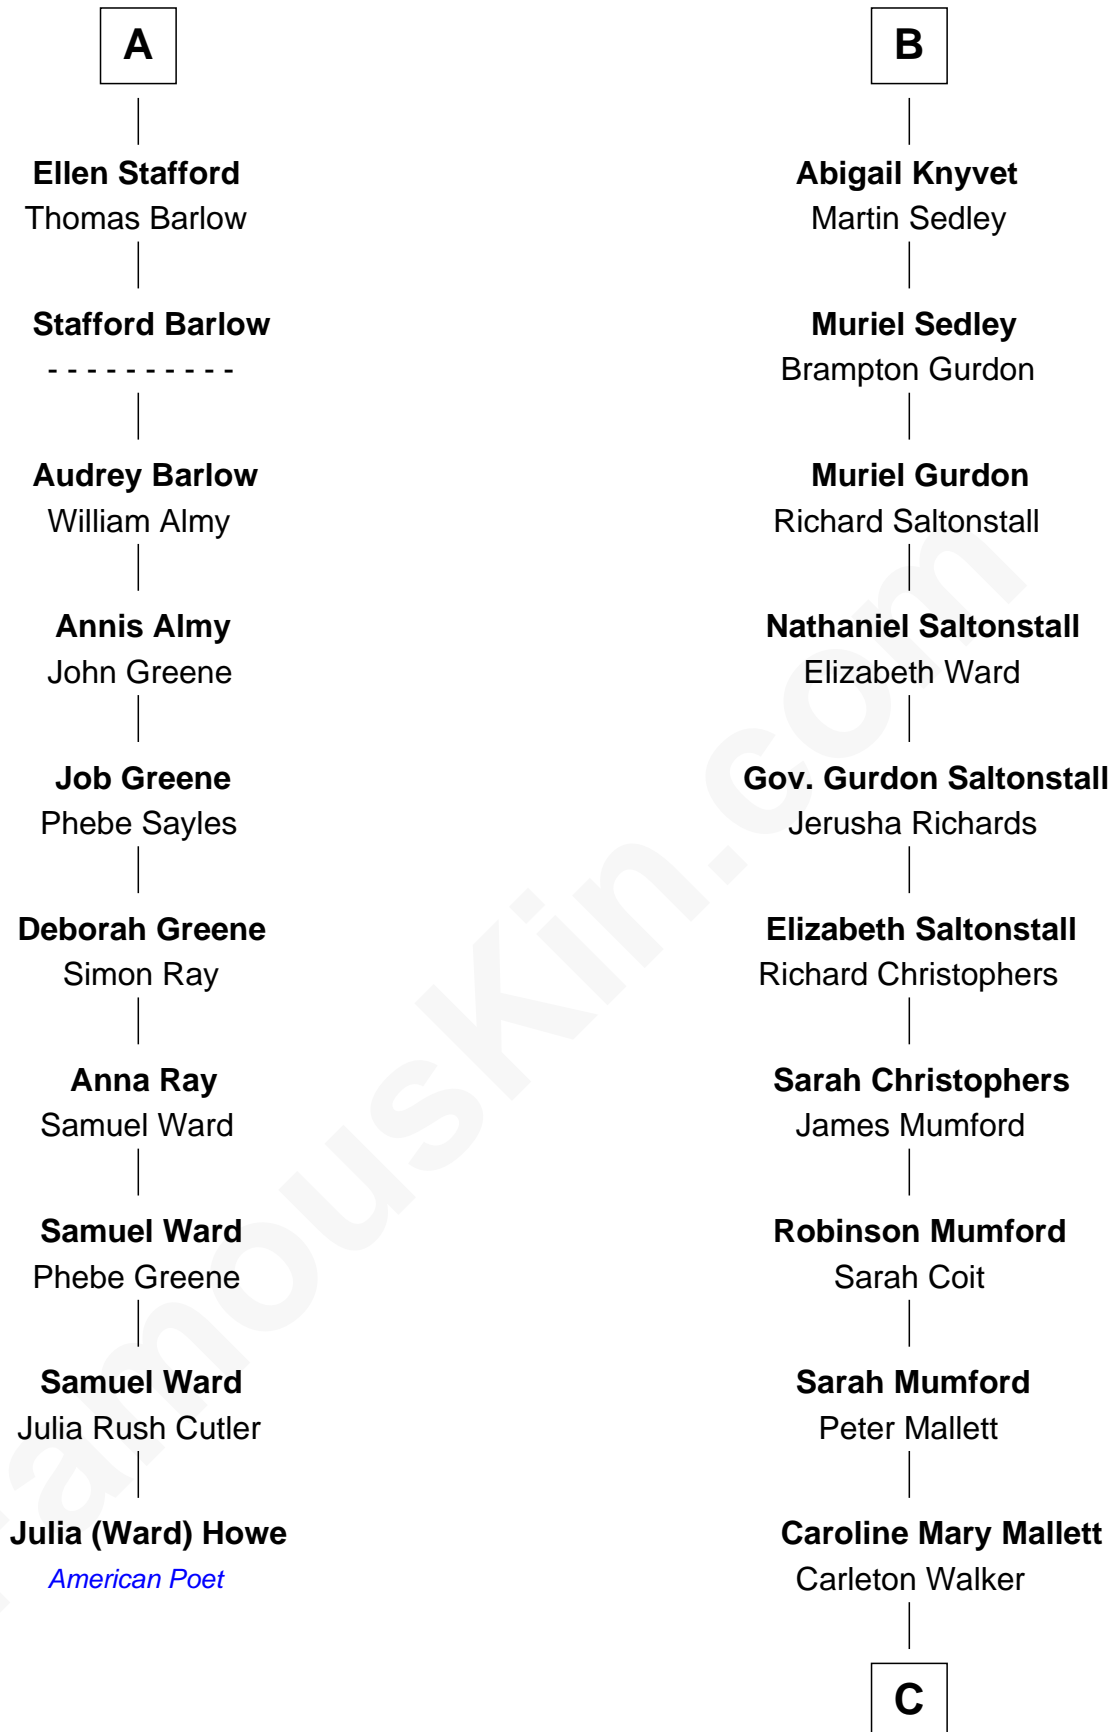 A
Ellen Stafford
Thomas Barlow
Stafford Barlow
- - - - - - - - - -
Audrey Barlow
William Almy
Annis Almy
John Greene
Job Greene
Phebe Sayles
Deborah Greene
Simon Ray
Anna Ray
Samuel Ward
Samuel Ward
Phebe Greene
Samuel Ward
Julia Rush Cutler
Julia (Ward) Howe
American Poet
B
Abigail Knyvet
Martin Sedley
Muriel Sedley
Brampton Gurdon
Muriel Gurdon
Richard Saltonstall
Nathaniel Saltonstall
Elizabeth Ward
Gov. Gurdon Saltonstall
Jerusha Richards
Elizabeth Saltonstall
Richard Christophers
Sarah Christophers
James Mumford
Robinson Mumford
Sarah Coit
Sarah Mumford
Peter Mallett
Caroline Mary Mallett
Carleton Walker
C
FamousKin.com